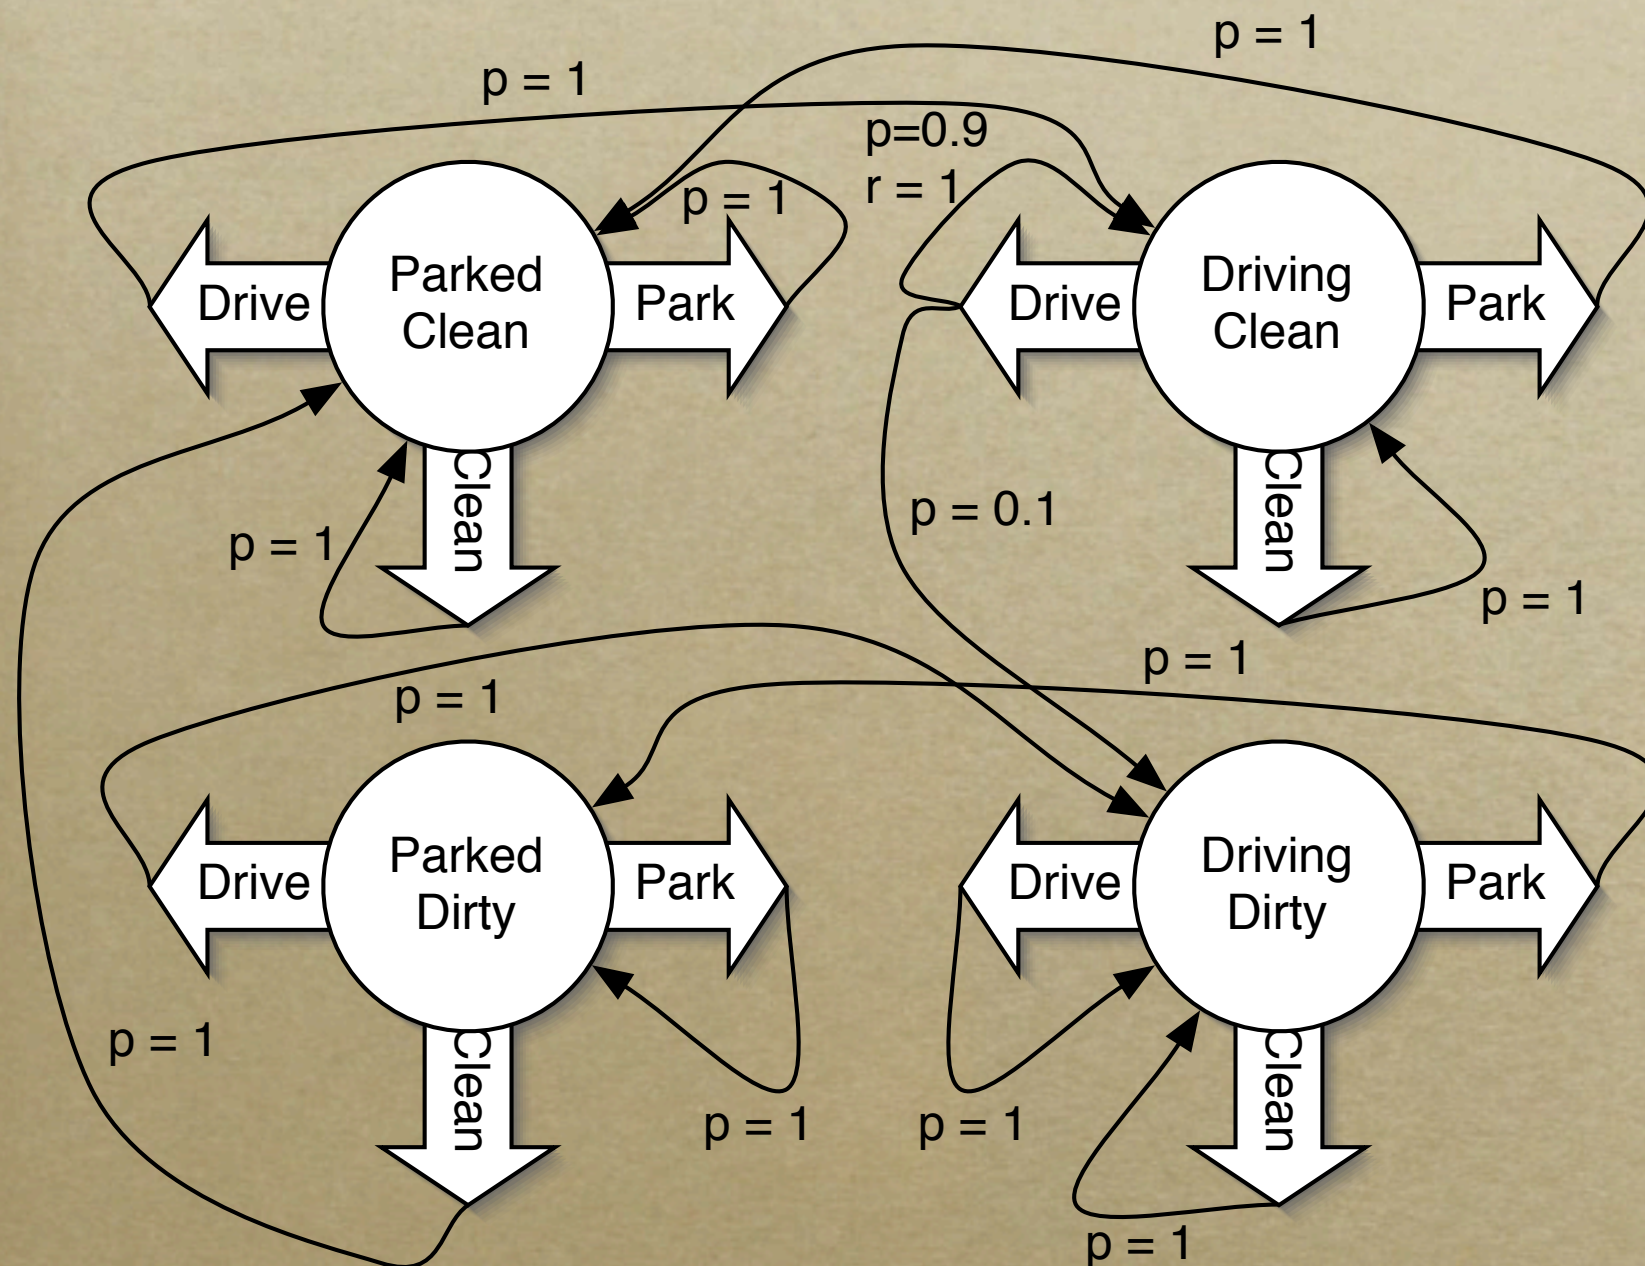 p = 1
p = 1
p=0.9
r = 1
p = 1
Drive
Parked
Clean
Park
Drive
Driving
Clean
Park
Clean
Clean
p = 1
p = 0.1
p = 1
p = 1
p = 1
Drive
Parked
Dirty
Park
Drive
Driving
Dirty
Park
Clean
Clean
p = 1
p = 1
p = 1
p = 1